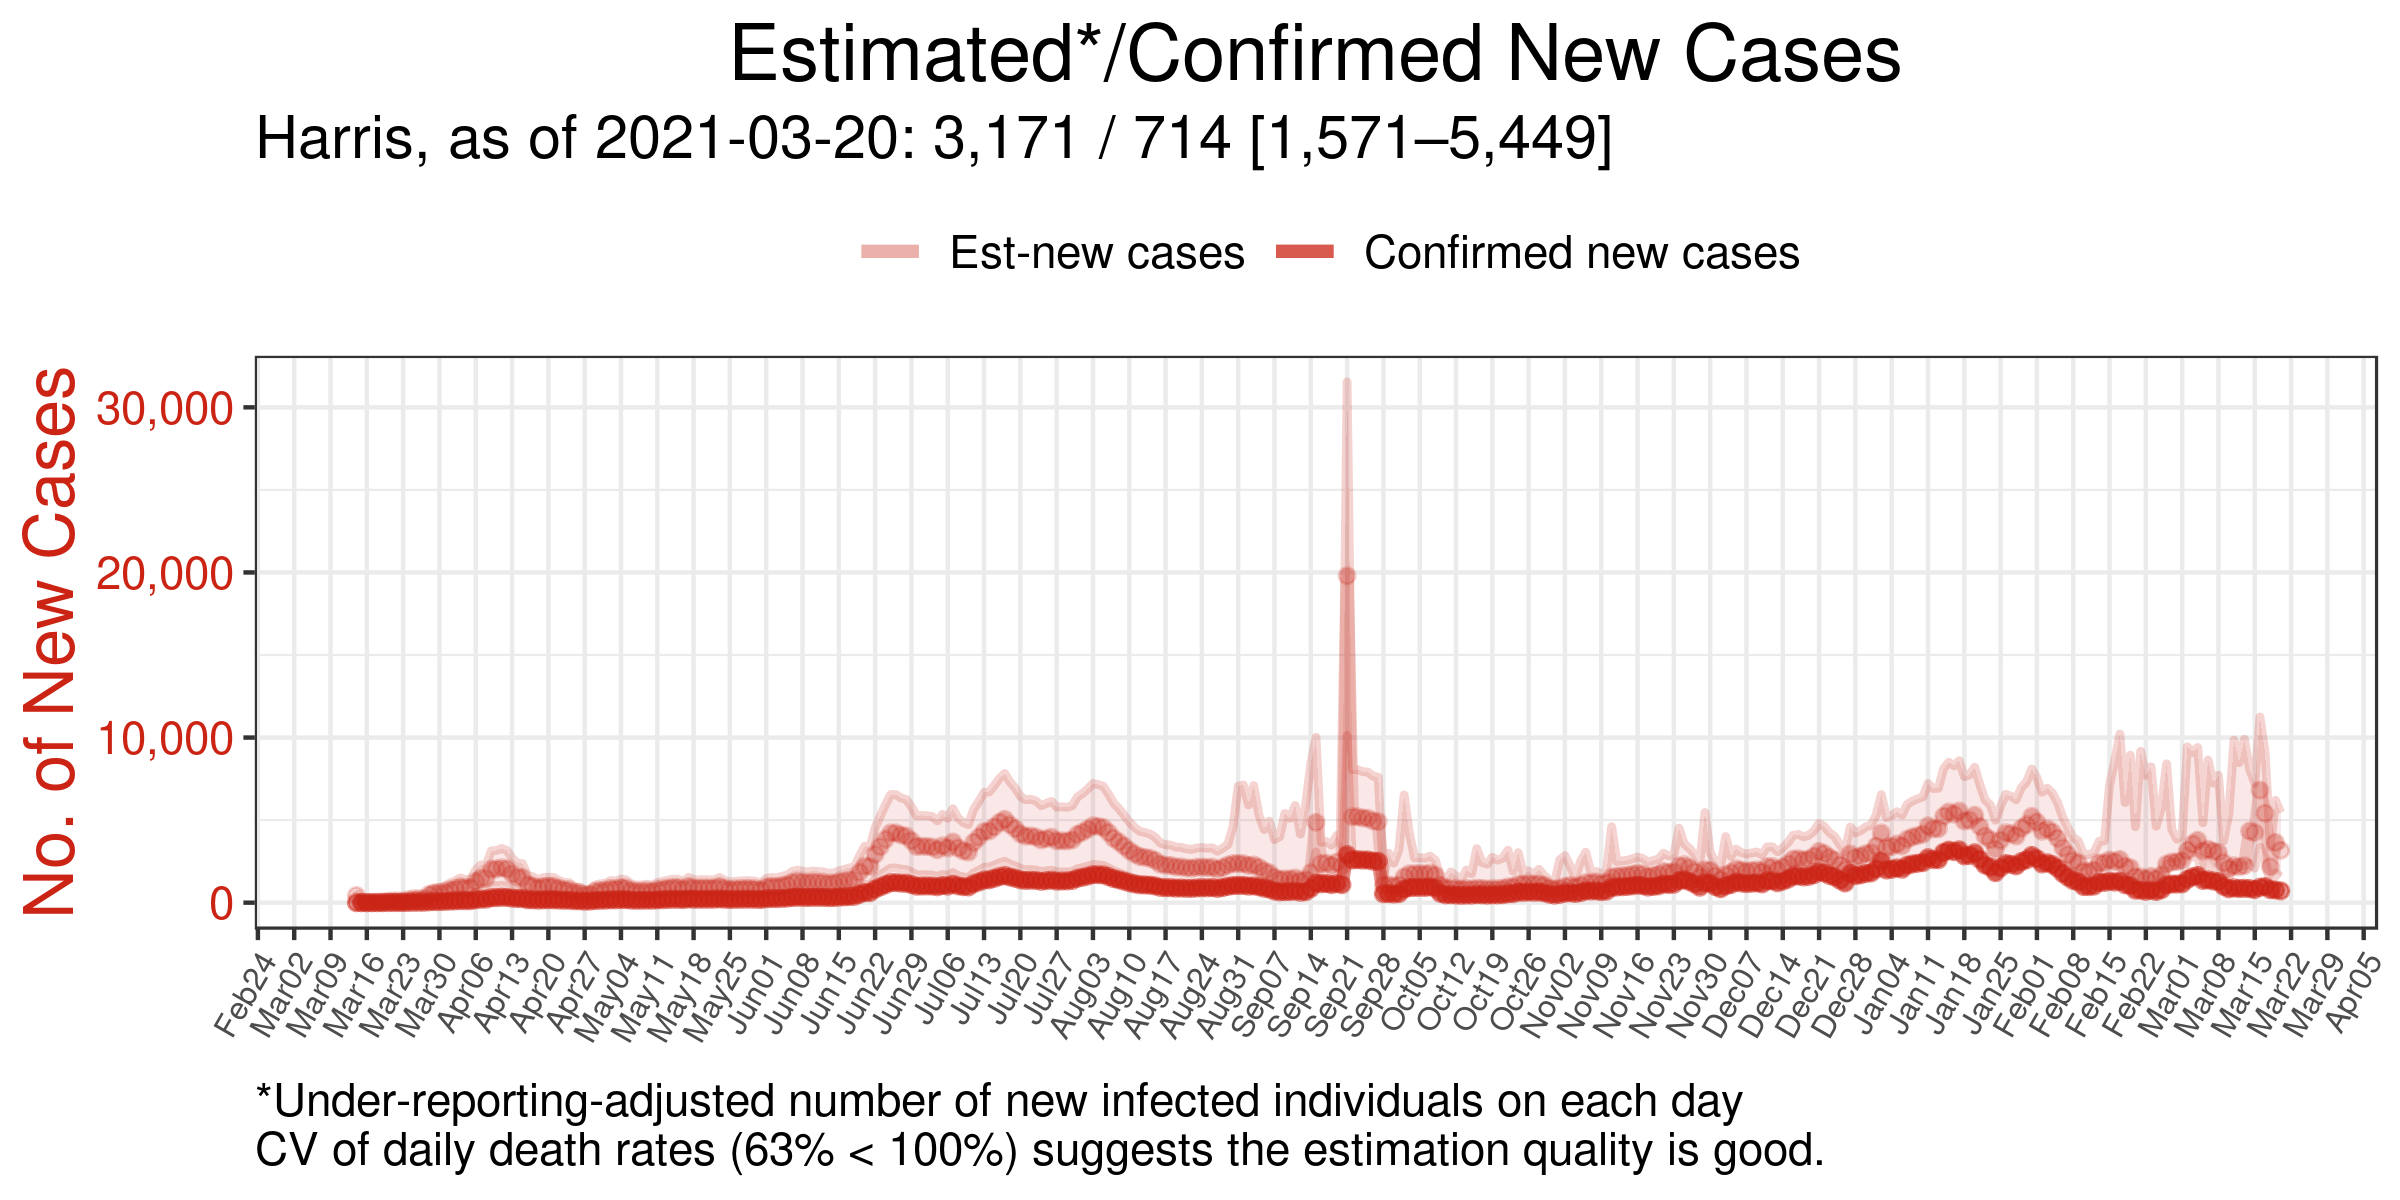 Estimated*/Confirmed New Cases
Harris, as of 2021-03-20: 3,171 / 714 [1,571–5,449]
Est-new cases Confirmed new cases
No. of New Cases
30,000
20,000
10,000
0
Feb24 Mar02 Mar09 Mar16 Mar23 Mar30 Apr06 Apr13 Apr20 Apr27 May04 May11 May18 May25 Jun01 Jun08 Jun15 Jun22 Jun29 Jul06 Jul13 Jul20 Jul27 Aug03 Aug10 Aug17 Aug24 Aug31 Sep07 Sep14 Sep21 Sep28 Oct05 Oct12 Oct19 Oct26 Nov02 Nov09 Nov16 Nov23 Nov30 Dec07 Dec14 Dec21 Dec28 Jan04 Jan11 Jan18 Jan25 Feb01 Feb08 Feb15 Feb22 Mar01 Mar08 Mar15 Mar22 Mar29 Apr05
*Under-reporting-adjusted number of new infected individuals on each day
CV of daily death rates (63% < 100%) suggests the estimation quality is good.